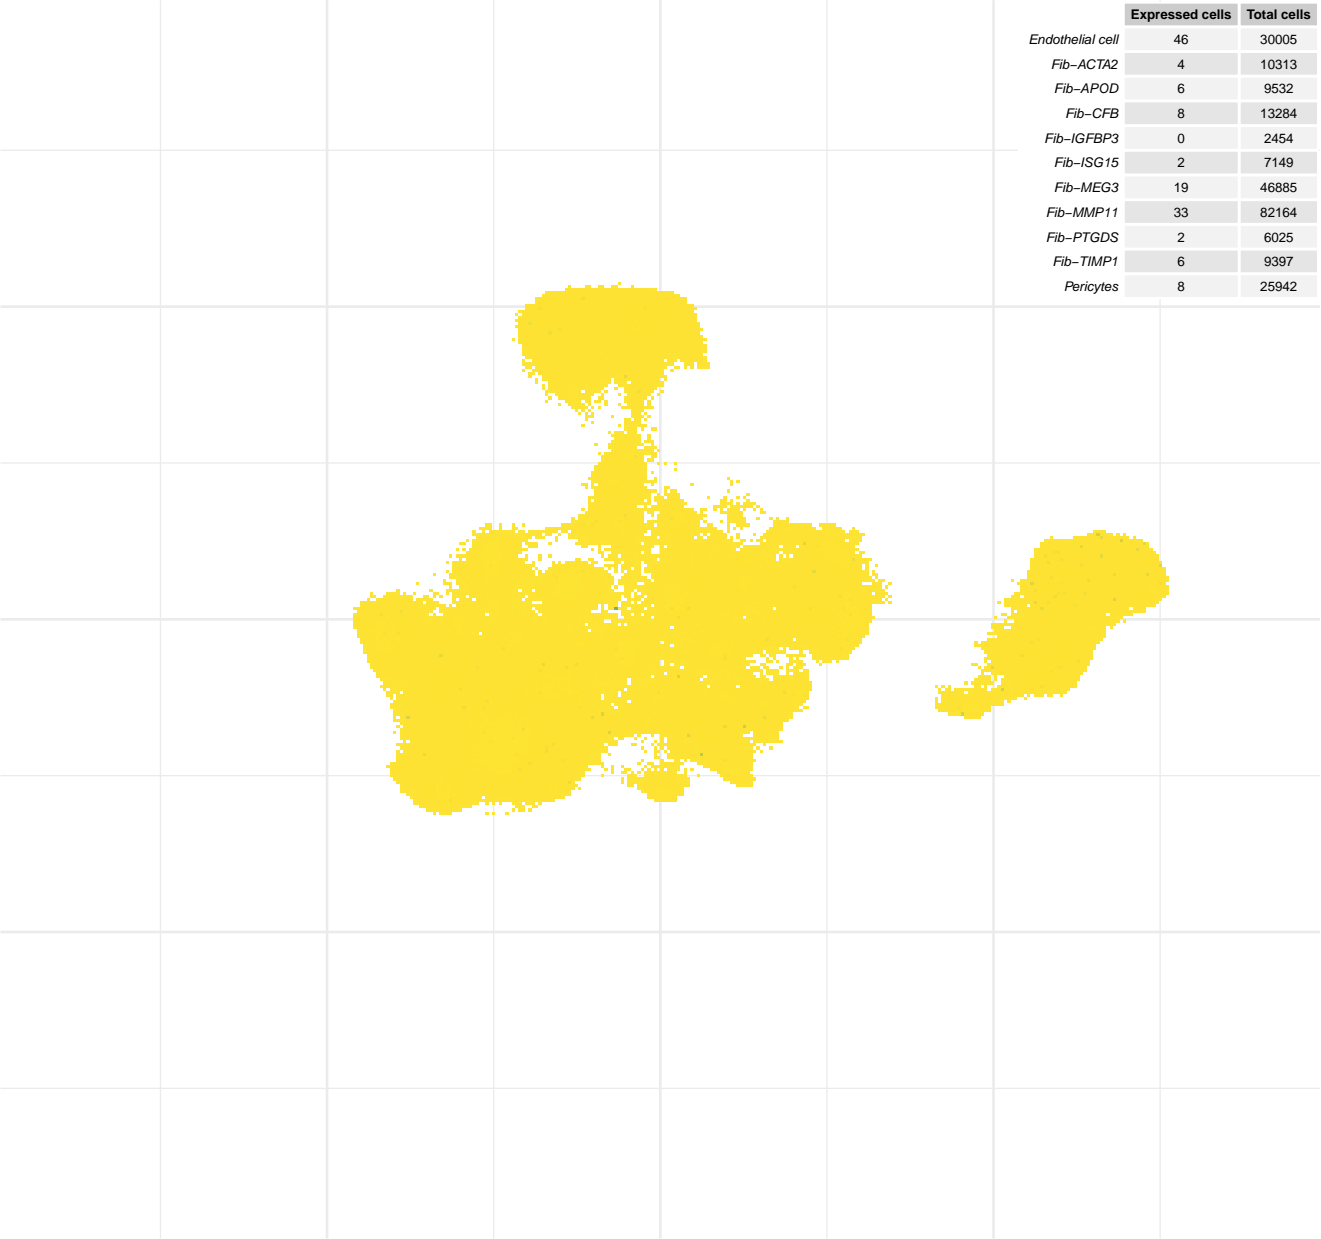 Expressed cells Total cells
Endothelial cell 46 30005
Fib−ACTA2 4 10313
Fib−APOD 6 9532
Fib−CFB 8 13284
Fib−IGFBP3 0 2454
Fib−ISG15 2 7149
Fib−MEG3 19 46885
Fib−MMP11 33 82164
Fib−PTGDS 2 6025
Fib−TIMP1 6 9397
Pericytes 8 25942